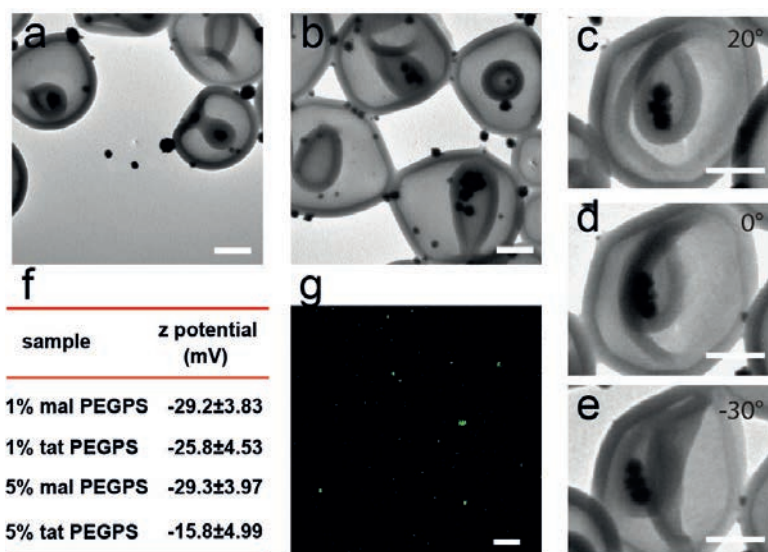 a
b
c
20°
d
0°
e
-30°
f
sample z potential
(mV)
1% mal PEGPS -29.2±3.83
1% tat PEGPS -25.8±4.53
5% mal PEGPS -29.3±3.97
5% tat PEGPS -15.8±4.99
g